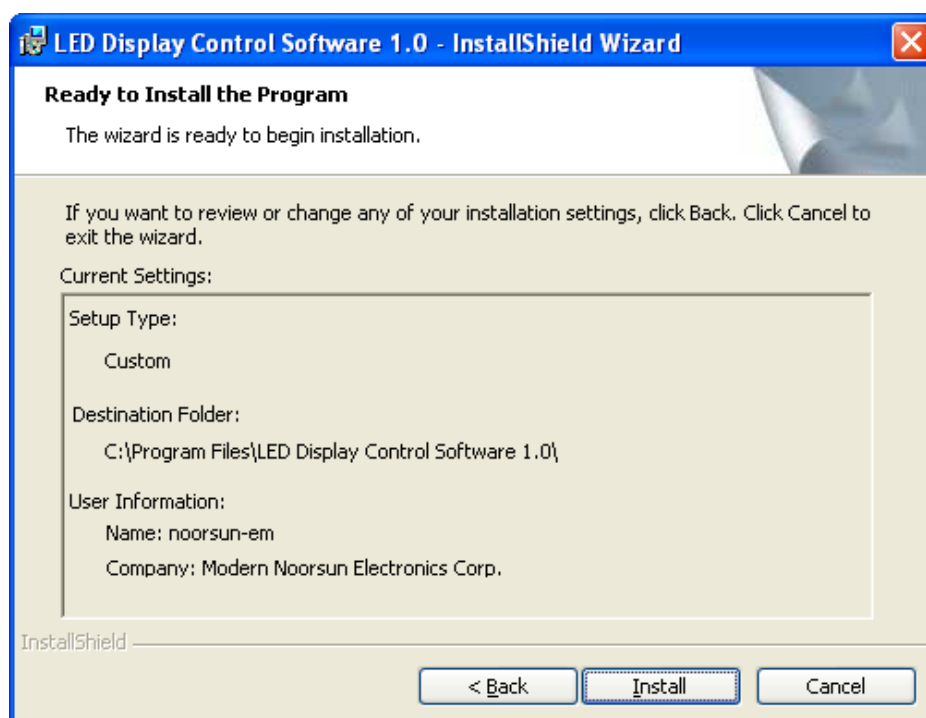 LED Display Control Software 1.0 - InstallShield Wizard
Ready to Install the Program
The wizard is ready to begin installation.
If you want to review or change any of your installation settings, click Back. Click Cancel to
exit the wizard.
Current Settings:
Setup Type:
Custom
Destination Folder:
C:\Program Files\LED Display Control Software 1.0\
User Information:
Name: noorsun-em
Company: Modern Noorsun Electronics Corp.
InstallShield
< Back
Install
Cancel